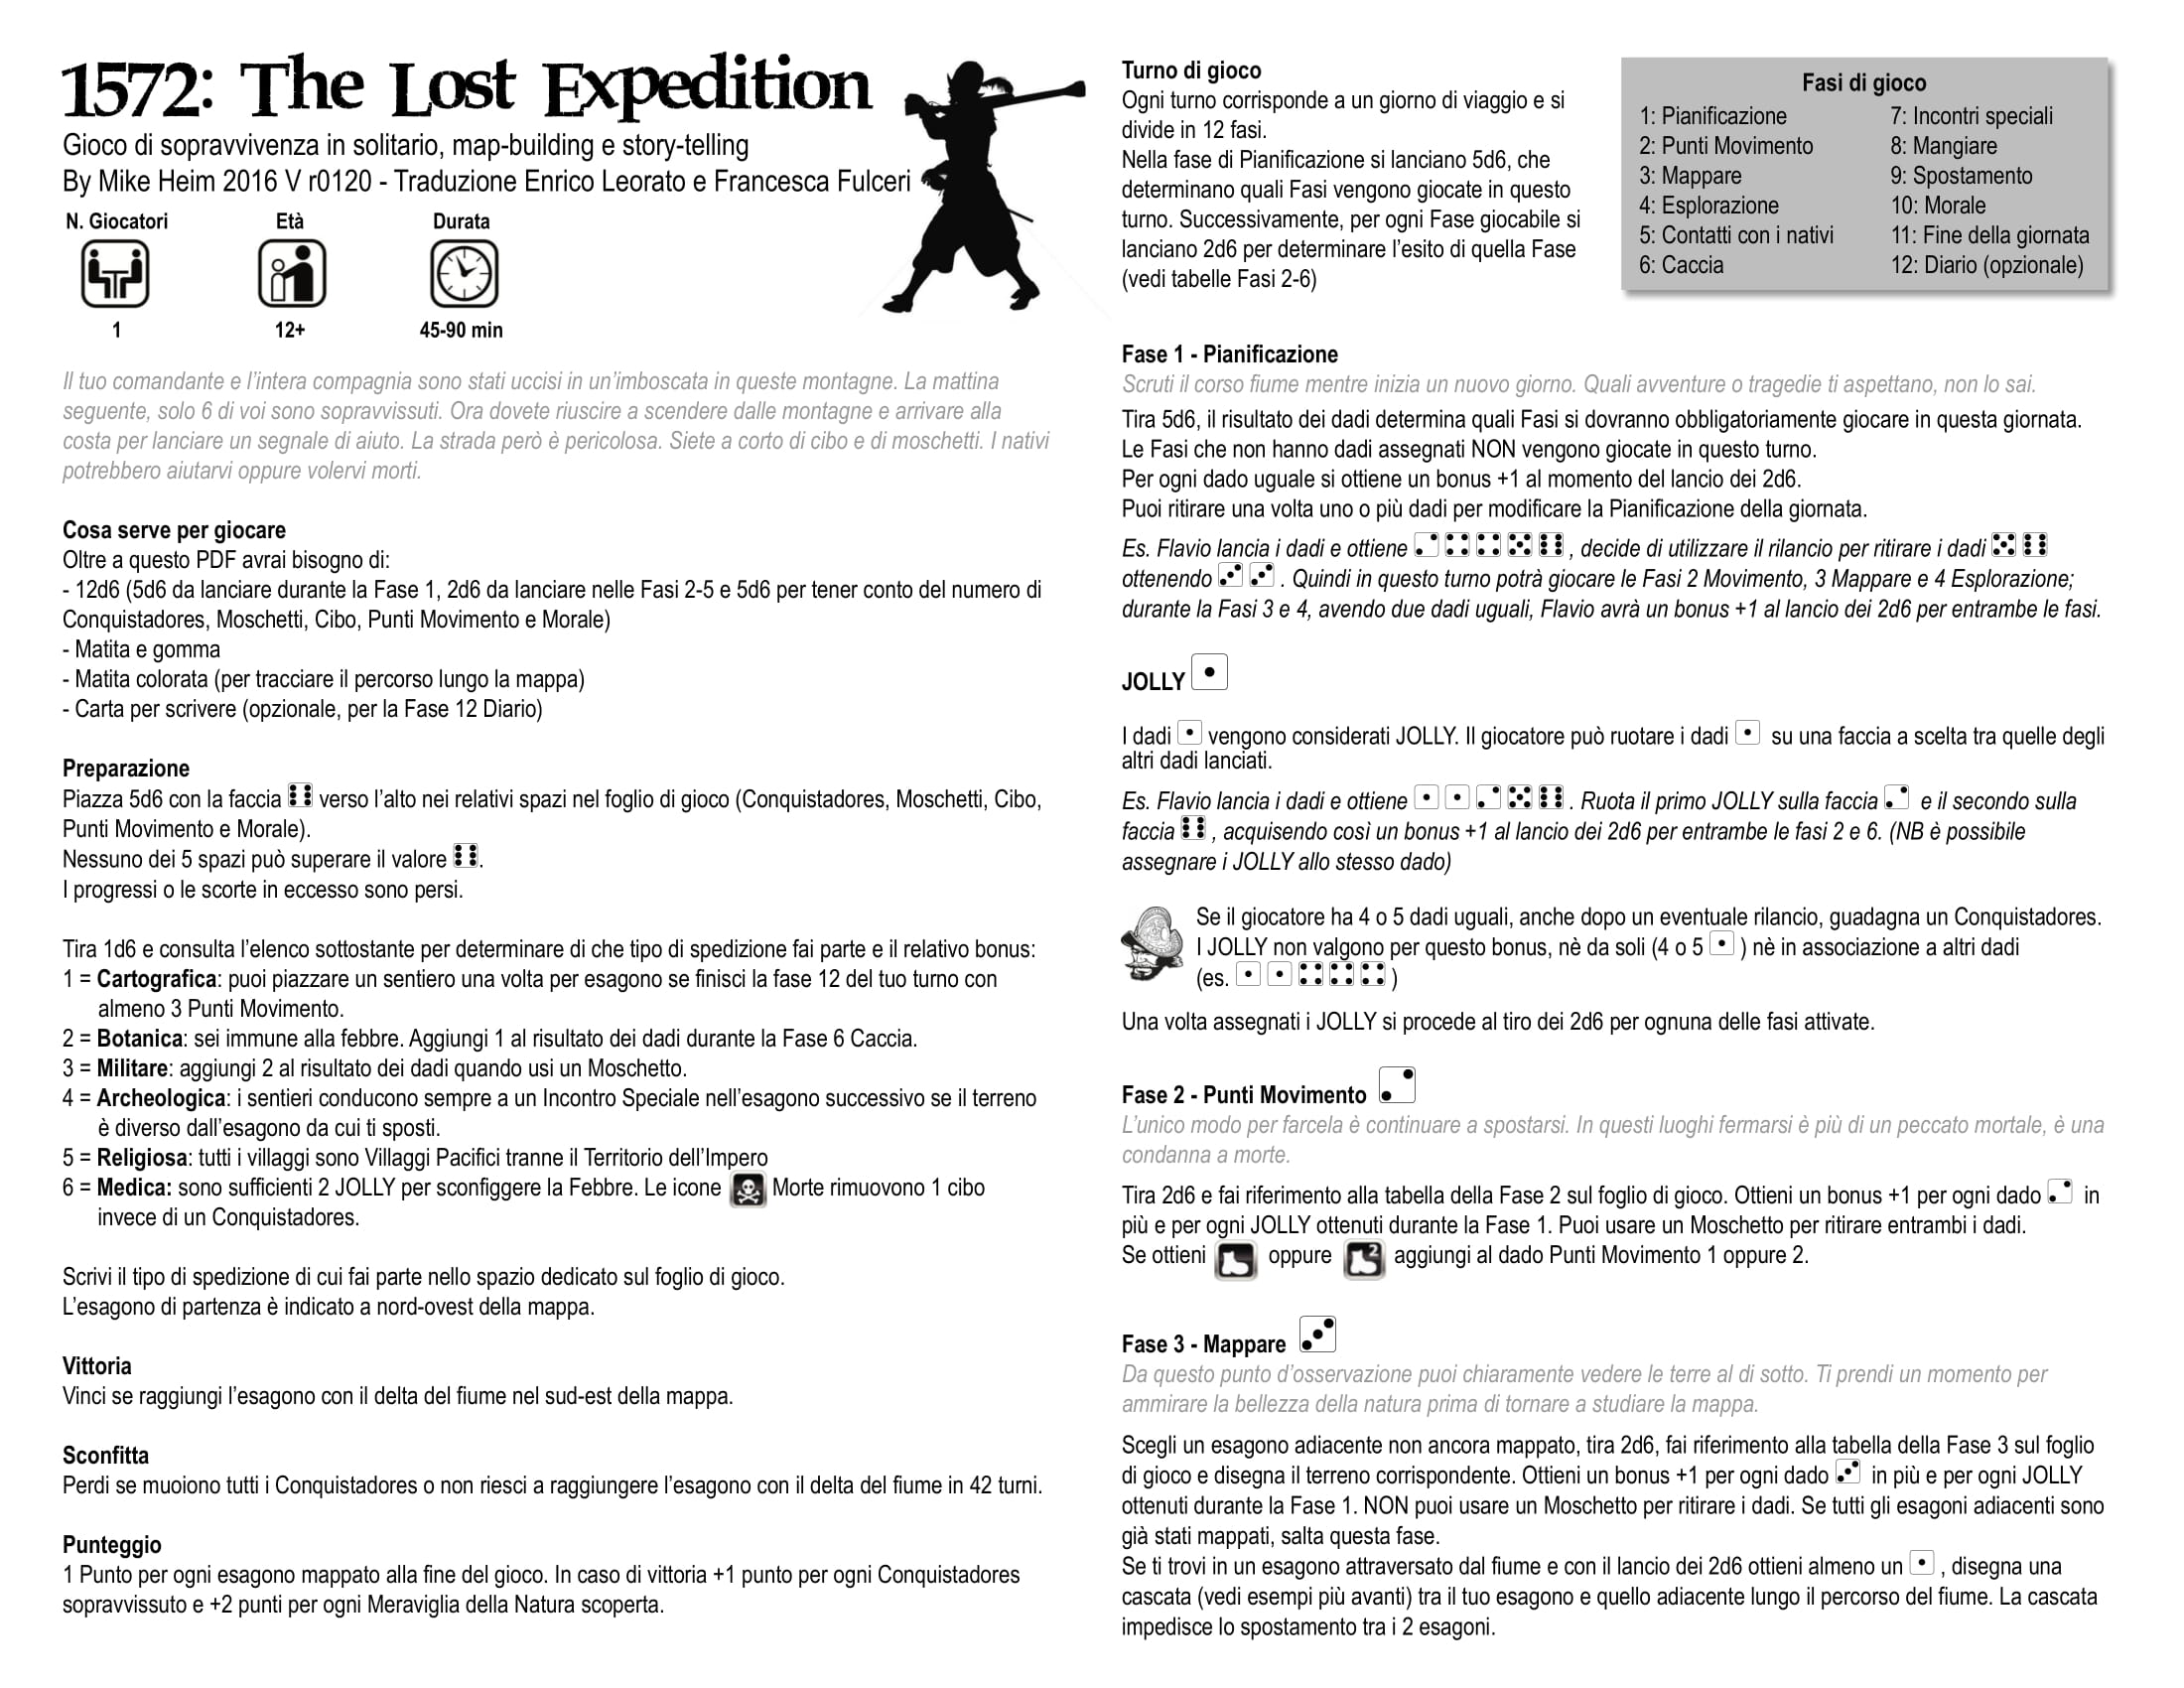 1572: The Lost Expedition
Gioco di sopravvivenza in solitario, map-building e story-telling
By Mike Heim 2016 V r0120 - Traduzione Enrico Leorato e Francesca Fulceri
N. Giocatori Età Durata
1 12+ 45-90 min
Il tuo comandante e l'intera compagnia sono stati uccisi in un'imboscata in queste montagne. La mattina
seguente, solo 6 di voi sono sopravvissuti. Ora dovete riuscire a scendere dalle montagne e arrivare alla
costa per lanciare un segnale di aiuto. La strada però è pericolosa. Siete a corto di cibo e di moschetti. I nativi
potrebbero aiutarvi oppure volervi morti.
Cosa serve per giocare
Oltre a questo PDF avrai bisogno di:
- 12d6 (5d6 da lanciare durante la Fase 1, 2d6 da lanciare nelle Fasi 2-5 e 5d6 per tener conto del numero di
Conquistadores, Moschetti, Cibo, Punti Movimento e Morale)
- Matita e gomma
- Matita colorata (per tracciare il percorso lungo la mappa)
- Carta per scrivere (opzionale, per la Fase 12 Diario)
Preparazione
Piazza 5d6 con la faccia verso l'alto nei relativi spazi nel foglio di gioco (Conquistadores, Moschetti, Cibo,
Punti Movimento e Morale).
Nessuno dei 5 spazi può superare il valore .
I progressi o le scorte in eccesso sono persi.
Tira 1d6 e consulta l'elenco sottostante per determinare di che tipo di spedizione fai parte e il relativo bonus:
1 = Cartografica: puoi piazzare un sentiero una volta per esagono se finisci la fase 12 del tuo turno con
almeno 3 Punti Movimento.
2 = Botanica: sei immune alla febbre. Aggiungi 1 al risultato dei dadi durante la Fase 6 Caccia.
3 = Militare: aggiungi 2 al risultato dei dadi quando usi un Moschetto.
4 = Archeologica: i sentieri conducono sempre a un Incontro Speciale nell'esagono successivo se il terreno
è diverso dall'esagono da cui ti sposti.
5 = Religiosa: tutti i villaggi sono Villaggi Pacifici tranne il Territorio dell'Impero
6 = Medica: sono sufficienti 2 JOLLY per sconfiggere la Febbre. Le icone Morte rimuovono 1 cibo
invece di un Conquistadores.
Scrivi il tipo di spedizione di cui fai parte nello spazio dedicato sul foglio di gioco.
L'esagono di partenza è indicato a nord-ovest della mappa.
Vittoria
Vinci se raggiungi l'esagono con il delta del fiume nel sud-est della mappa.
Sconfitta
Perdi se muoiono tutti i Conquistadores o non riesci a raggiungere l'esagono con il delta del fiume in 42 turni.
Punteggio
1 Punto per ogni esagono mappato alla fine del gioco. In caso di vittoria +1 punto per ogni Conquistadores
sopravvissuto e +2 punti per ogni Meraviglia della Natura scoperta.
Turno di gioco
Ogni turno corrisponde a un giorno di viaggio e si
divide in 12 fasi.
Nella fase di Pianificazione si lanciano 5d6, che
determinano quali Fasi vengono giocate in questo
turno. Successivamente, per ogni Fase giocabile si
lanciano 2d6 per determinare l'esito di quella Fase
(vedi tabelle Fasi 2-6)
Fasi di gioco
1: Pianificazione 7: Incontri speciali
2: Punti Movimento 8: Mangiare
3: Mappare 9: Spostamento
4: Esplorazione 10: Morale
5: Contatti con i nativi 11: Fine della giornata
6: Caccia 12: Diario (opzionale)
Fase 1 - Pianificazione
Scruti il corso fiume mentre inizia un nuovo giorno. Quali avventure o tragedie ti aspettano, non lo sai.
Tira 5d6, il risultato dei dadi determina quali Fasi si dovranno obbligatoriamente giocare in questa giornata.
Le Fasi che non hanno dadi assegnati NON vengono giocate in questo turno.
Per ogni dado uguale si ottiene un bonus +1 al momento del lancio dei 2d6.
Puoi ritirare una volta uno o più dadi per modificare la Pianificazione della giornata.
Es. Flavio lancia i dadi e ottiene , decide di utilizzare il rilancio per ritirare i dadi
ottenendo . Quindi in questo turno potrà giocare le Fasi 2 Movimento, 3 Mappare e 4 Esplorazione;
durante la Fasi 3 e 4, avendo due dadi uguali, Flavio avrà un bonus +1 al lancio dei 2d6 per entrambe le fasi.
JOLLY
I dadi vengono considerati JOLLY. Il giocatore può ruotare i dadi su una faccia a scelta tra quelle degli
altri dadi lanciati.
Es. Flavio lancia i dadi e ottiene . Ruota il primo JOLLY sulla faccia e il secondo sulla
faccia , acquisendo così un bonus +1 al lancio dei 2d6 per entrambe le fasi 2 e 6. (NB è possibile
assegnare i JOLLY allo stesso dado)
Se il giocatore ha 4 o 5 dadi uguali, anche dopo un eventuale rilancio, guadagna un Conquistadores.
I JOLLY non valgono per questo bonus, nè da soli (4 o 5 ) nè in associazione a altri dadi
(es. )
Una volta assegnati i JOLLY si procede al tiro dei 2d6 per ognuna delle fasi attivate.
Fase 2 - Punti Movimento
L'unico modo per farcela è continuare a spostarsi. In questi luoghi fermarsi è più di un peccato mortale, è una
condanna a morte.
Tira 2d6 e fai riferimento alla tabella della Fase 2 sul foglio di gioco. Ottieni un bonus +1 per ogni dado in
più e per ogni JOLLY ottenuti durante la Fase 1. Puoi usare un Moschetto per ritirare entrambi i dadi.
Se ottieni oppure 2 aggiungi al dado Punti Movimento 1 oppure 2.
Fase 3 - Mappare
Da questo punto d'osservazione puoi chiaramente vedere le terre al di sotto. Ti prendi un momento per
ammirare la bellezza della natura prima di tornare a studiare la mappa.
Scegli un esagono adiacente non ancora mappato, tira 2d6, fai riferimento alla tabella della Fase 3 sul foglio
di gioco e disegna il terreno corrispondente. Ottieni un bonus +1 per ogni dado in più e per ogni JOLLY
ottenuti durante la Fase 1. NON puoi usare un Moschetto per ritirare i dadi. Se tutti gli esagoni adiacenti sono
già stati mappati, salta questa fase.
Se ti trovi in un esagono attraversato dal fiume e con il lancio dei 2d6 ottieni almeno un , disegna una
cascata (vedi esempi più avanti) tra il tuo esagono e quello adiacente lungo il percorso del fiume. La cascata
impedisce lo spostamento tra i 2 esagoni.